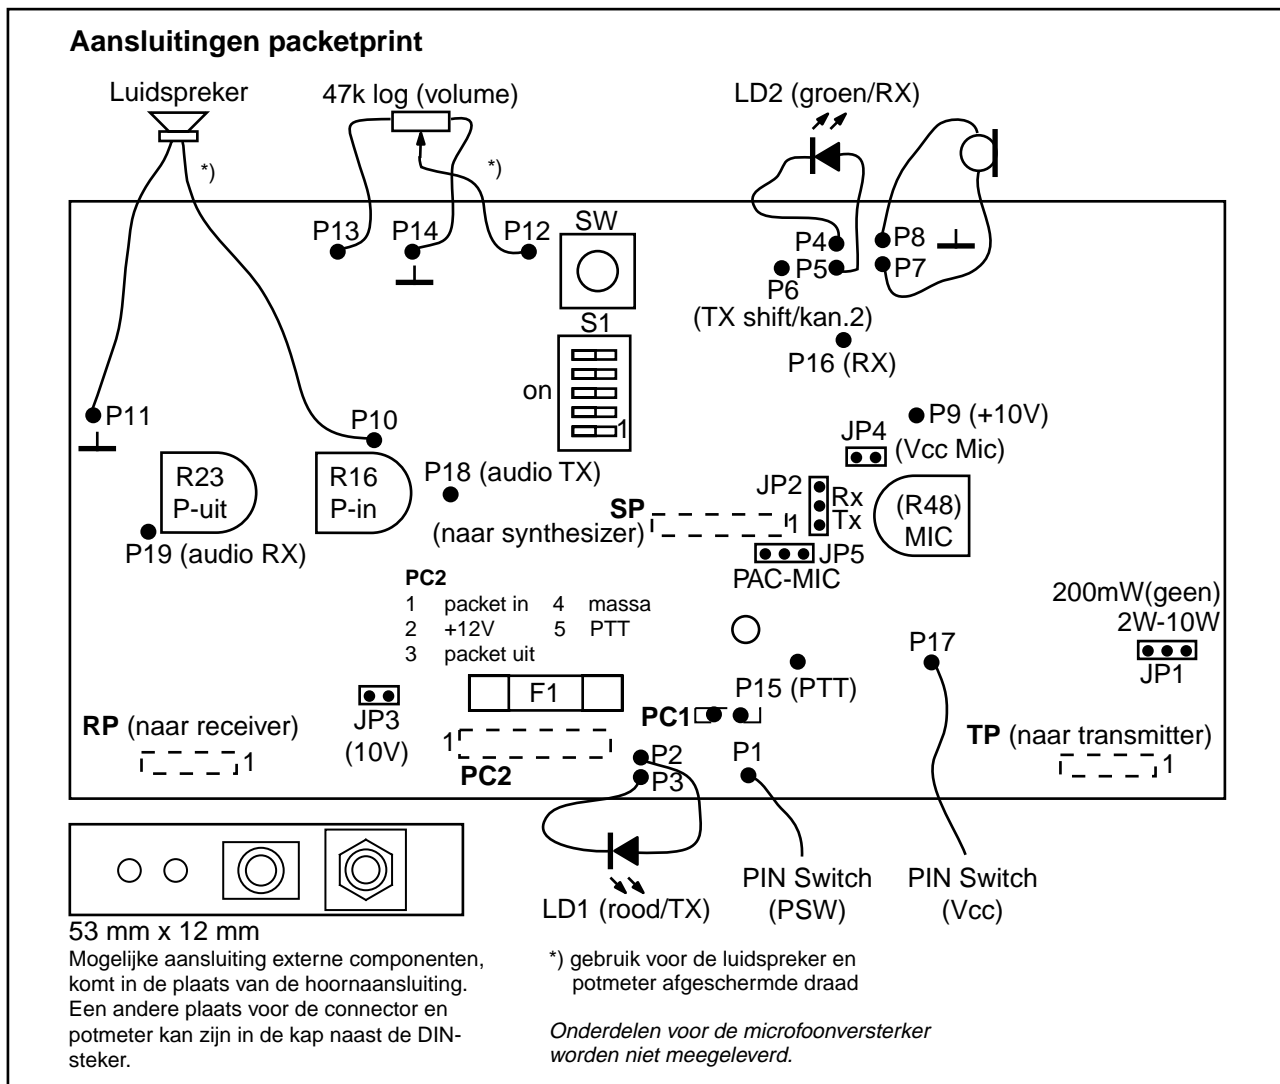 Aansluitingen packetprint
Luidspreker
47k log (volume)
LD2 (groen/RX)
*)
*)
P13
P14
P12
SW
P4
P8
P5
P7
P6
(TX shift/kan.2)
S1
P16 (RX)
on
1
P11
P10
P9 (+10V)
JP4
(Vcc Mic)
R23
P-uit
R16
P-in
P18 (audio TX)
JP2
Rx
Tx
(R48)
MIC
SP
1
(naar synthesizer)
P19 (audio RX)
JP5
PAC-MIC
PC2
1 packet in 4 massa
2 +12V 5 PTT
3 packet uit
200mW(geen)
2W-10W
JP1
P17
F1
P15 (PTT)
JP3
(10V)
PC1
RP (naar receiver)
1
1
PC2
P2
P3
P1
TP (naar transmitter)
1
LD1 (rood/TX)
PIN Switch
(PSW)
PIN Switch
(Vcc)
53 mm x 12 mm
Mogelijke aansluiting externe componenten,
komt in de plaats van de hoornaansluiting.
Een andere plaats voor de connector en
potmeter kan zijn in de kap naast de DIN-
steker.
*) gebruik voor de luidspreker en
potmeter afgeschermde draad
Onderdelen voor de microfoonversterker
worden niet meegeleverd.